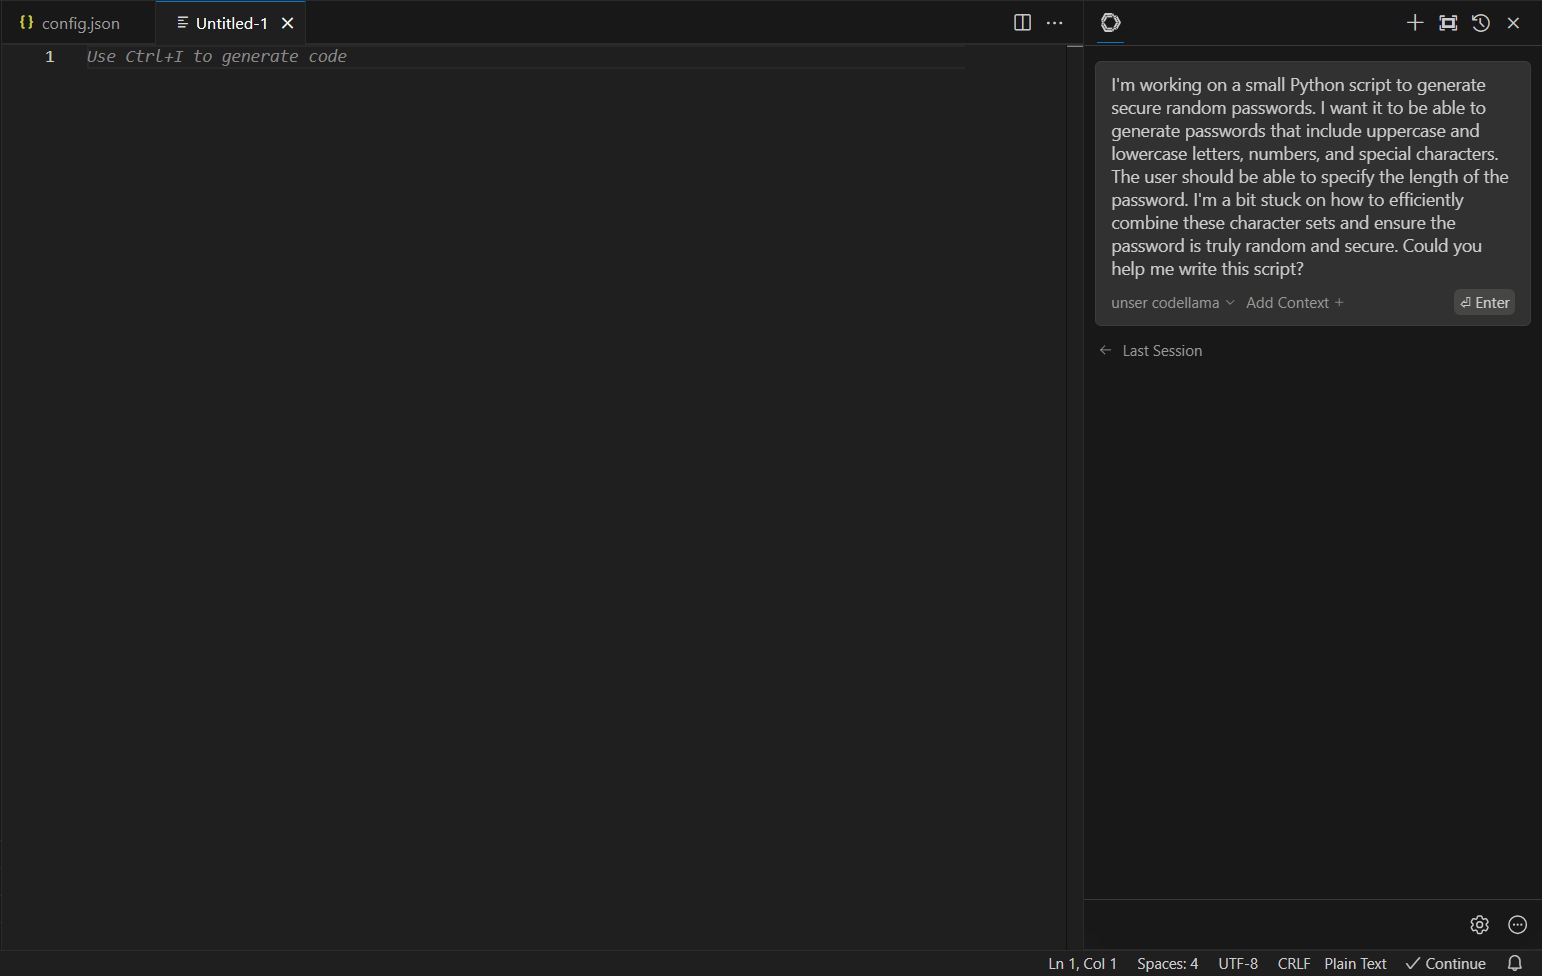 {} config.json
Untitled-1
1 Use Ctrl+I to generate code
I'm working on a small Python script to generate
secure random passwords. I want it to be able to
generate passwords that include uppercase and
lowercase letters, numbers, and special characters.
The user should be able to specify the length of the
password. I'm a bit stuck on how to efficiently
combine these character sets and ensure the
password is truly random and secure. Could you
help me write this script?
unser codellama Add Context + ⏎ Enter
← Last Session
Ln 1, Col 1 Spaces: 4 UTF-8 CRLF Plain Text ✓ Continue